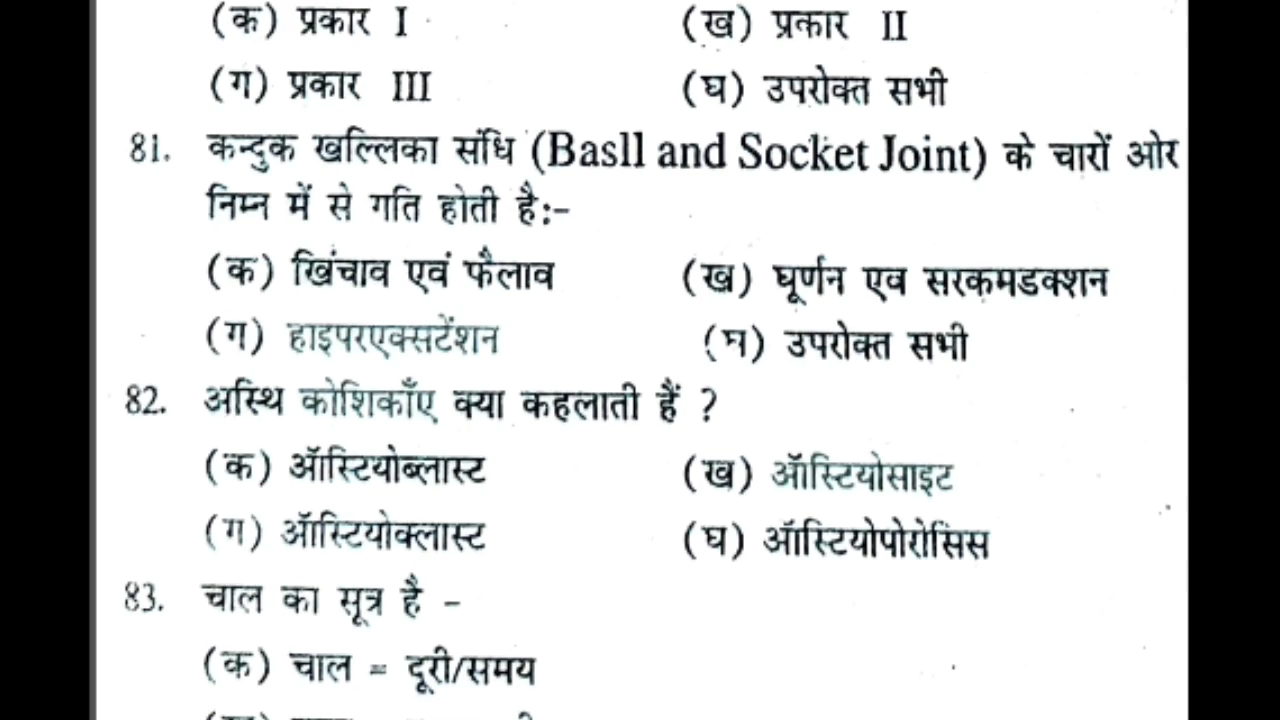 (क) प्रकार I (ख) प्रकार II
(ग) प्रकार III (घ) उपरोक्त सभी
81. कन्दुक खल्लिका संधि (Basll and Socket Joint) के चारों ओर
निम्न में से गति होती है:-
(क) खिंचाव एवं फैलाव (ख) घूर्णन एव सरकमडक्शन
(ग) हाइपरएक्सटेंशन (घ) उपरोक्त सभी
82. अस्थि कोशिकाँए क्या कहलाती हैं ?
(क) ऑस्टियोब्लास्ट (ख) ऑस्टियोसाइट
(ग) ऑस्टियोक्लास्ट (घ) ऑस्टियोपोरोसिस
83. चाल का सूत्र है -
(क) चाल = दूरी/समय